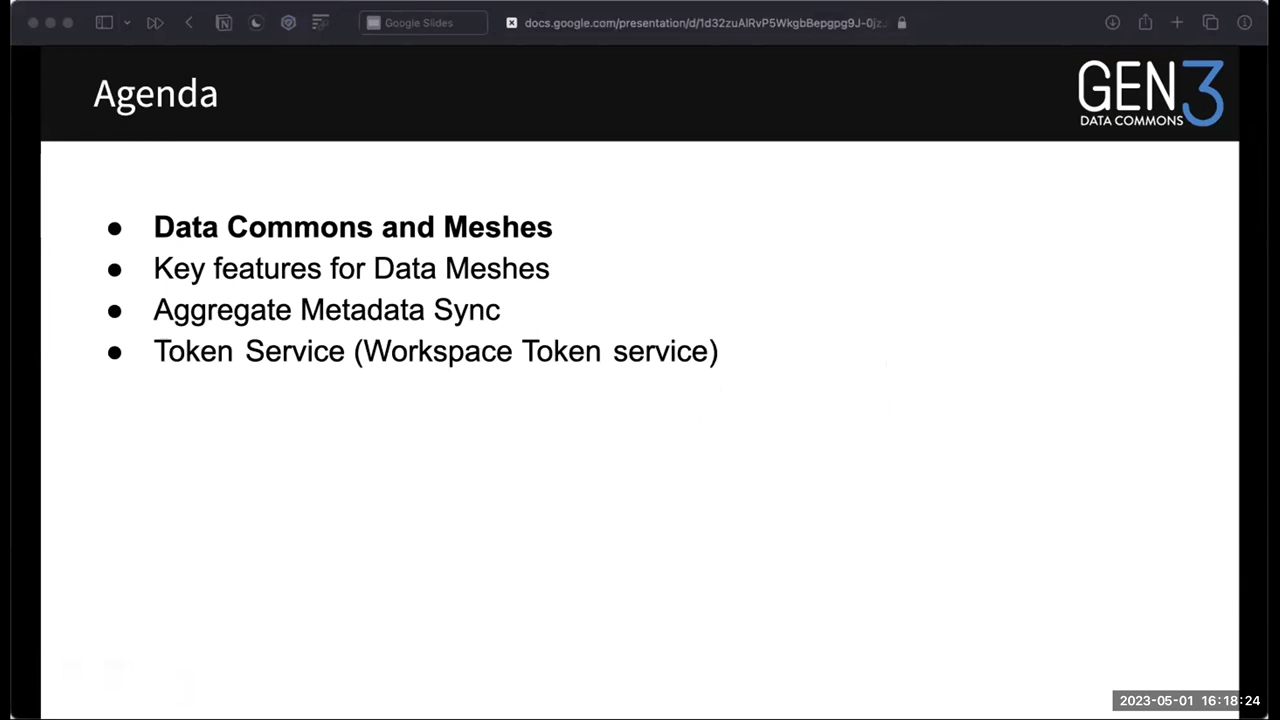 Google Slides
docs.google.com/presentation/d/1d32zuAlRvP5WkgbBepgpg9J-0jz
Agenda
GEN3
DATA COMMONS
● Data Commons and Meshes
● Key features for Data Meshes
● Aggregate Metadata Sync
● Token Service (Workspace Token service)
2023-05-01 16:18:24